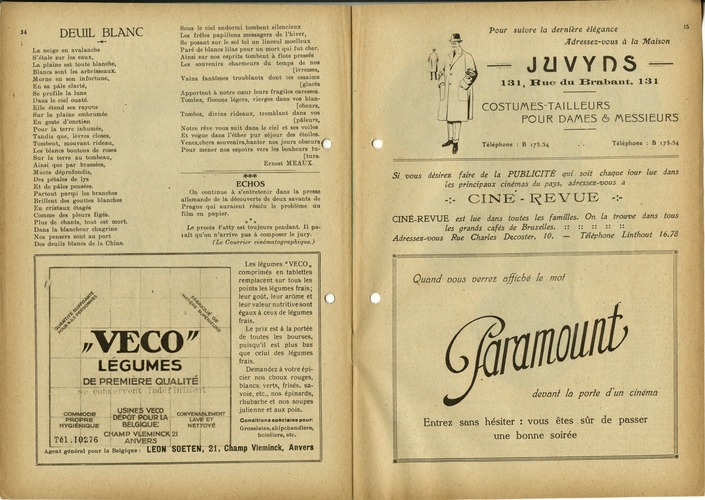 34
DEUIL BLANC
La neige en avalanche
S'étale sur les eaux,
La plaine est toute blanche,
Blancs sont les arbrisseaux.
Morne en son infortune,
En sa pâle clarté,
Se profile la lune
Dans le ciel ouaté.
Elle étend ses rayons
Sur la plaine embrumée
En geste d'onction
Pour la terre inhumée,
Tandis que, lèvres closes,
Tombent, mouvant rideau,
Les blancs boutons de roses
Sur la terre au tombeau,
Ainsi que par brassées,
Muets déprofondis,
Des pétales de lys
Et de pâles pensées.
Partout parmi les branches
Brillent des gouttes blanches
En cristaux étagés
Comme des pleurs figés.
Plus de chants, tout est mort.
Dans la blancheur chagrine
Nos pensers sont au port
Des deuils blancs de la Chine.
Sous le ciel endormi tombent silencieux
Les frêles papillons messagers de l'hiver,
Se posant sur le sol tel un linceul moelleux
Paré de blancs lilas pour un mort qui fut cher.
Ainsi sur nos esprits tombent à flots pressés
Les souvenirs charmeurs du temps de nos
[ivresses,
Vains fantômes troublants dont les essaims
[glacés
Apportent à notre cœur leurs fragiles caresses.
Tombez, flocons légers, vierges dans vos blan-
[cheurs,
Tombez, divins rideaux, tremblant dans vos
[pâleurs,
Notre rêve vous suit dans le ciel et ses voiles
Et vogue dans l'éther pur séjour des étoiles.
Venez, chers souvenirs, hanter nos jours obscurs
Pour mener nos espoirs vers les bonheurs fu-
[turs.
Ernest MEAUX.
***
ECHOS
On continue à s'entretenir dans la presse
allemande de la découverte de deux savants de
Prague qui auraient résolu le problème du
film en papier.
***
Le procès Fatty est toujours pendant. Il pa-
raît qu'on n'arrive pas à composer le jury.
(Le Courrier cinématographique.)
QUANTITÉ SUFFISANTE
FABRIQUÉ DE
MATIÈRE SUPÉRIEURE
„VECO”
LÉGUMES
DE PREMIÈRE QUALITÉ
se conservent indéfiniment
COMMODE
PROPRE
HYGIÉNIQUE
USINES VECO
DÉPÔT POUR LA
BELGIQUE:
CHAMP VLEMINCK 21
ANVERS
CONVENABLEMENT
LAVÉ ET
NETTOYÉ
Tél.10276
Les légumes "VECO",
comprimés en tablettes
remplacent sur tous les
points les légumes frais;
leur goût, leur arôme et
leur valeur nutritive sont
égaux à ceux de légumes
frais.
Le prix est à la portée
de toutes les bourses,
puisqu'il est plus bas
que celui des légumes
frais.
Demandez à votre épi-
cier nos choux rouges,
blancs, verts, frisés, sa-
voie, etc., nos épinards,
rhubarbe et nos soupes
julienne et aux pois.
Conditions spéciales pour:
Grossistes, shipchandlers,
hôteliers, etc.
Agent général pour la Belgique: LEON SOETEN, 21, Champ Vleminck, Anvers
15
Pour suivre la dernière élégance
Adressez-vous à la Maison
JUVYNS
131, Rue du Brabant, 131
COSTUMES-TAILLEURS
POUR DAMES & MESSIEURS
Téléphone : B 175.54 ∴ Téléphone : B 175.54
Si vous désirez faire de la PUBLICITÉ qui soit chaque jour lue dans
les principaux cinémas du pays, adressez-vous à
-:- CINÉ-REVUE -:-
CINÉ-REVUE est lue dans toutes les familles. On la trouve dans tous
les grands cafés de Bruxelles. :: :: :: :: ::
Adressez-vous Rue Charles Decoster, 10. — Téléphone Linthout 16.78
Quand vous verrez affiché le mot
Paramount
devant la porte d'un cinéma
Entrez sans hésiter : vous êtes sûr de passer
une bonne soirée